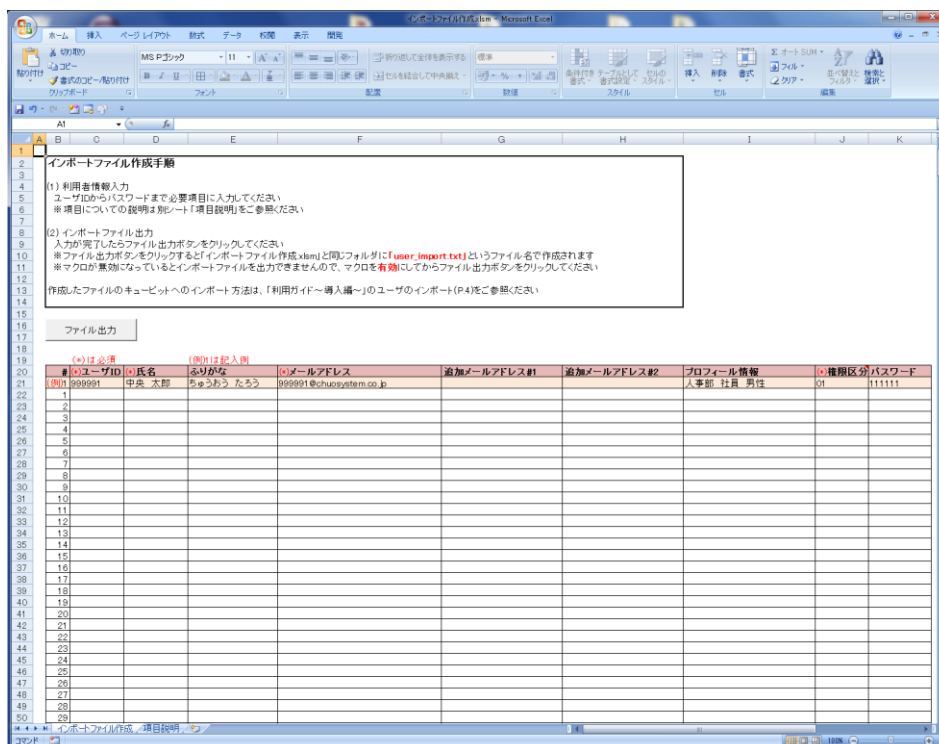 インポートファイル作成.xlsm - Microsoft Excel
ホーム 挿入 ページ レイアウト 数式 データ 校閲 表示 開発
切り取り
コピー
書式のコピー/貼り付け
貼り付け
クリップボード
MS Pゴシック 11
B I U
フォント
折り返して全体を表示する
セルを結合して中央揃え
配置
標準
数値
条件付き書式 テーブルとして書式設定 セルのスタイル
スタイル
挿入 削除 書式
セル
Σ オート SUM
フィル
クリア
並べ替えとフィルタ 検索と選択
編集
A1 fx
A B C D E F G H I J K
インポートファイル作成手順
(1) 利用者情報入力
ユーザIDからパスワードまで必要項目に入力してください
※項目についての説明は別シート「項目説明」をご参照ください
(2) インポートファイル出力
入力が完了したらファイル出力ボタンをクリックしてください
※ファイル出力ボタンをクリックすると「インポートファイル作成.xlsm」と同じフォルダに「user_import.txt」というファイル名で作成されます
※マクロが無効になっているとインポートファイルを出力できませんので、マクロを有効にしてからファイル出力ボタンをクリックしてください
作成したファイルのキュービットへのインポート方法は、「利用ガイド～導入編～」のユーザのインポート(P.4)をご参照ください
ファイル出力
(*)は必須 (例)1は記入例
# (*)ユーザID (*)氏名 ふりがな (*)メールアドレス 追加メールアドレス#1 追加メールアドレス#2 プロフィール情報 (*)権限区分 パスワード
(例)1 999991 中央 太郎 ちゅうおう たろう 999991@chuosystem.co.jp 人事部 社員 男性 01 111111
1
2
3
4
5
6
7
8
9
10
11
12
13
14
15
16
17
18
19
20
21
22
23
24
25
26
27
28
29
インポートファイル作成 項目説明
コマンド 100%